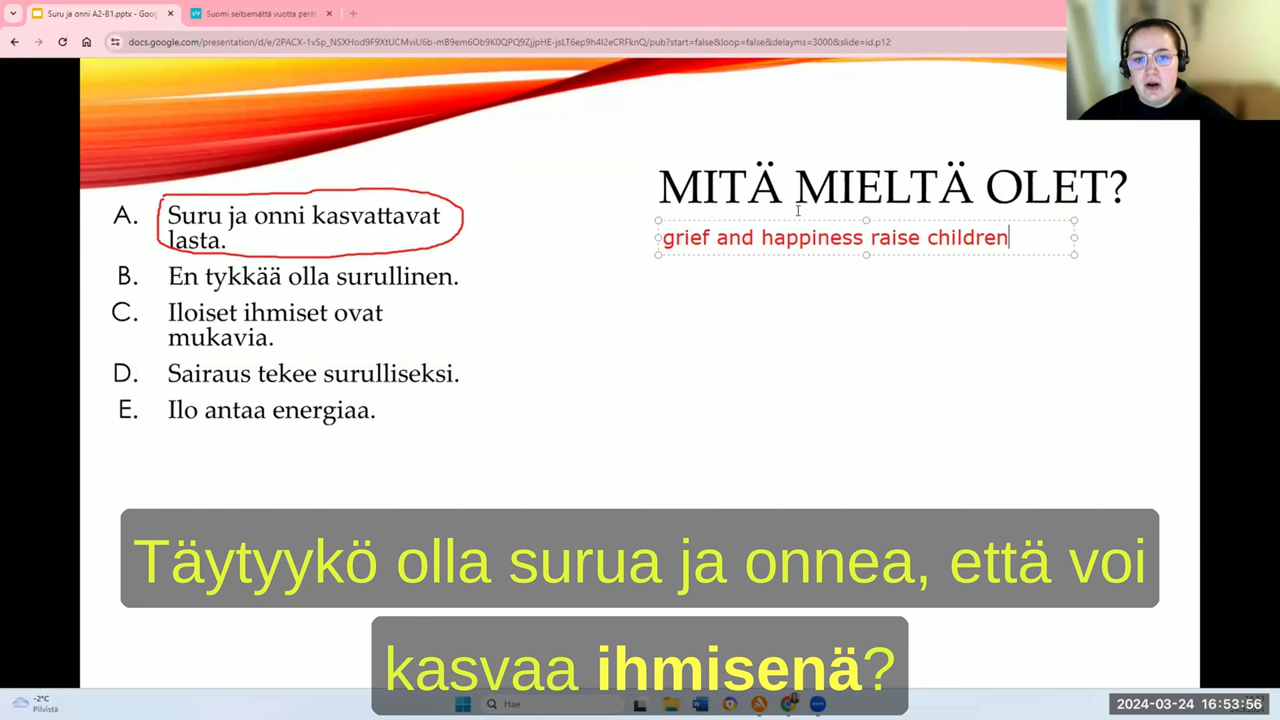 Suru ja onni A2-B1.pptx - Goog
Suomi seitsemättä vuotta perä
docs.google.com/presentation/d/e/2PACX-1vSp_NSXHod9F9XtUCMviU6b-mB9em6Ob9K0QPQ9ZjjpHE-jsLT6ep9h4I2eCRFknQ/pub?start=false&loop=false&delayms=3000&slide=id.p12
MITÄ MIELTÄ OLET?
grief and happiness raise children
A. Suru ja onni kasvattavat
lasta.
B. En tykkää olla surullinen.
C. Iloiset ihmiset ovat
mukavia.
D. Sairaus tekee surulliseksi.
E. Ilo antaa energiaa.
Täytyykö olla surua ja onnea, että voi
kasvaa ihmisenä?
-2°C
Pilvistä
Hae
2024-03-24 16:53:56